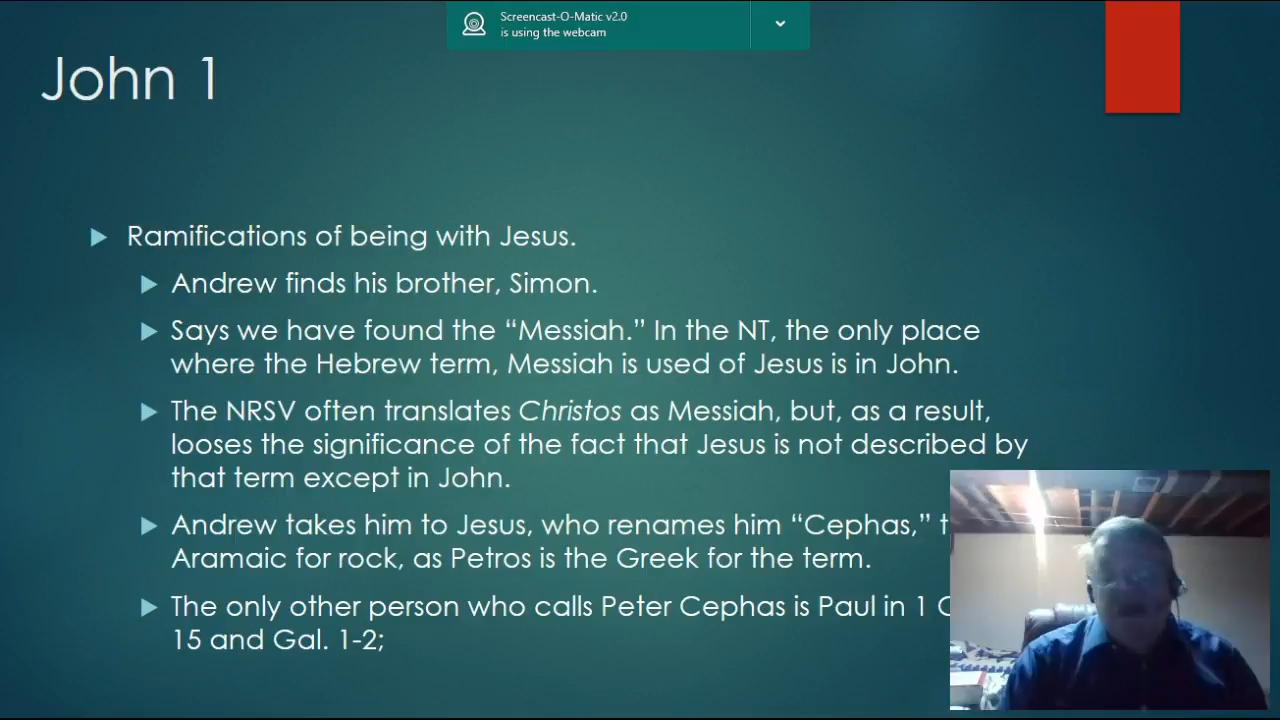 Screencast-O-Matic v2.0
is using the webcam
John 1
Ramifications of being with Jesus.
Andrew finds his brother, Simon.
Says we have found the “Messiah.” In the NT, the only place
where the Hebrew term, Messiah is used of Jesus is in John.
The NRSV often translates Christos as Messiah, but, as a result,
looses the significance of the fact that Jesus is not described by
that term except in John.
Andrew takes him to Jesus, who renames him “Cephas,”
Aramaic for rock, as Petros is the Greek for the term.
The only other person who calls Peter Cephas is Paul in 1
15 and Gal. 1-2;